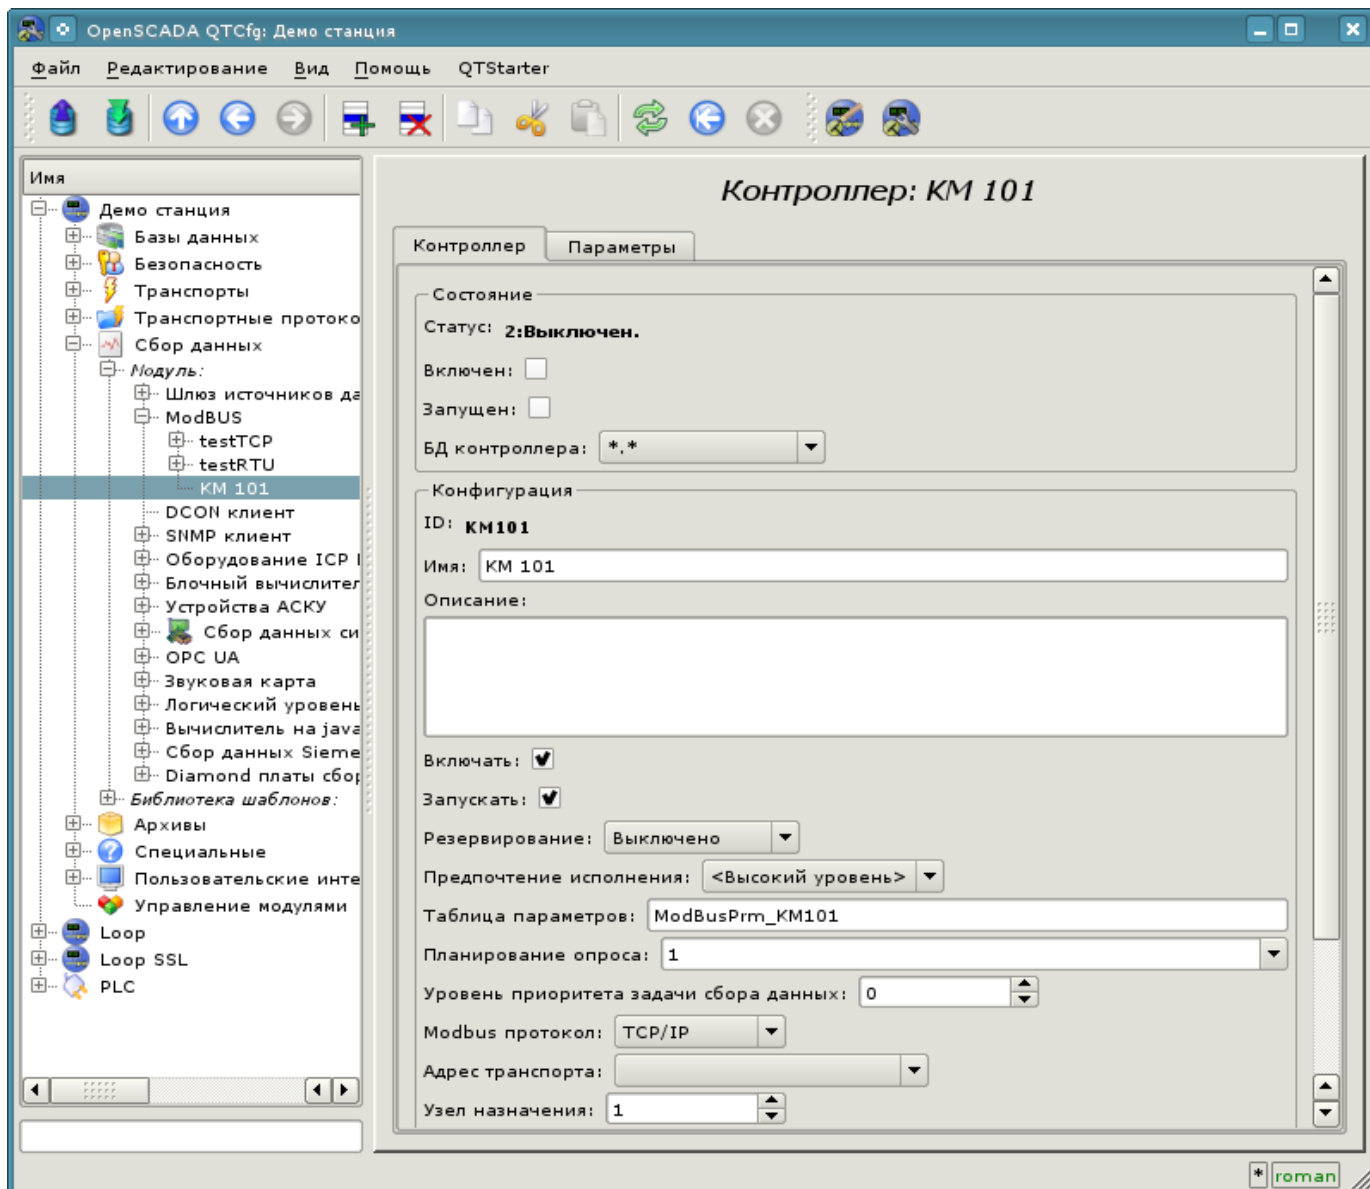 OpenSCADA QTCfg: Демо станция
Файл Редактирование Вид Помощь QTStarter
Имя
Демо станция
Базы данных
Безопасность
Транспорты
Транспортные протоко
Сбор данных
Модуль:
Шлюз источников да
ModBUS
testTCP
testRTU
KM 101
DCON клиент
SNMP клиент
Оборудование ICP
Блочный вычислител
Устройства АСКУ
Сбор данных си
OPC UA
Звуковая карта
Логический уровень
Вычислитель на java
Сбор данных Sieme
Diamond платы сбор
Библиотека шаблонов:
Архивы
Специальные
Пользовательские инте
Управление модулями
Loop
Loop SSL
PLC
Контроллер: KM 101
Контроллер Параметры
Состояние
Статус: 2:Выключен.
Включен:
Запущен:
БД контроллера: *.*
Конфигурация
ID: KM101
Имя: KM 101
Описание:
Включать:
Запускать:
Резервирование: Выключено
Предпочтение исполнения: <Высокий уровень>
Таблица параметров: ModBusPrm_KM101
Планирование опроса: 1
Уровень приоритета задачи сбора данных: 0
Modbus протокол: TCP/IP
Адрес транспорта:
Узел назначения: 1
* roman